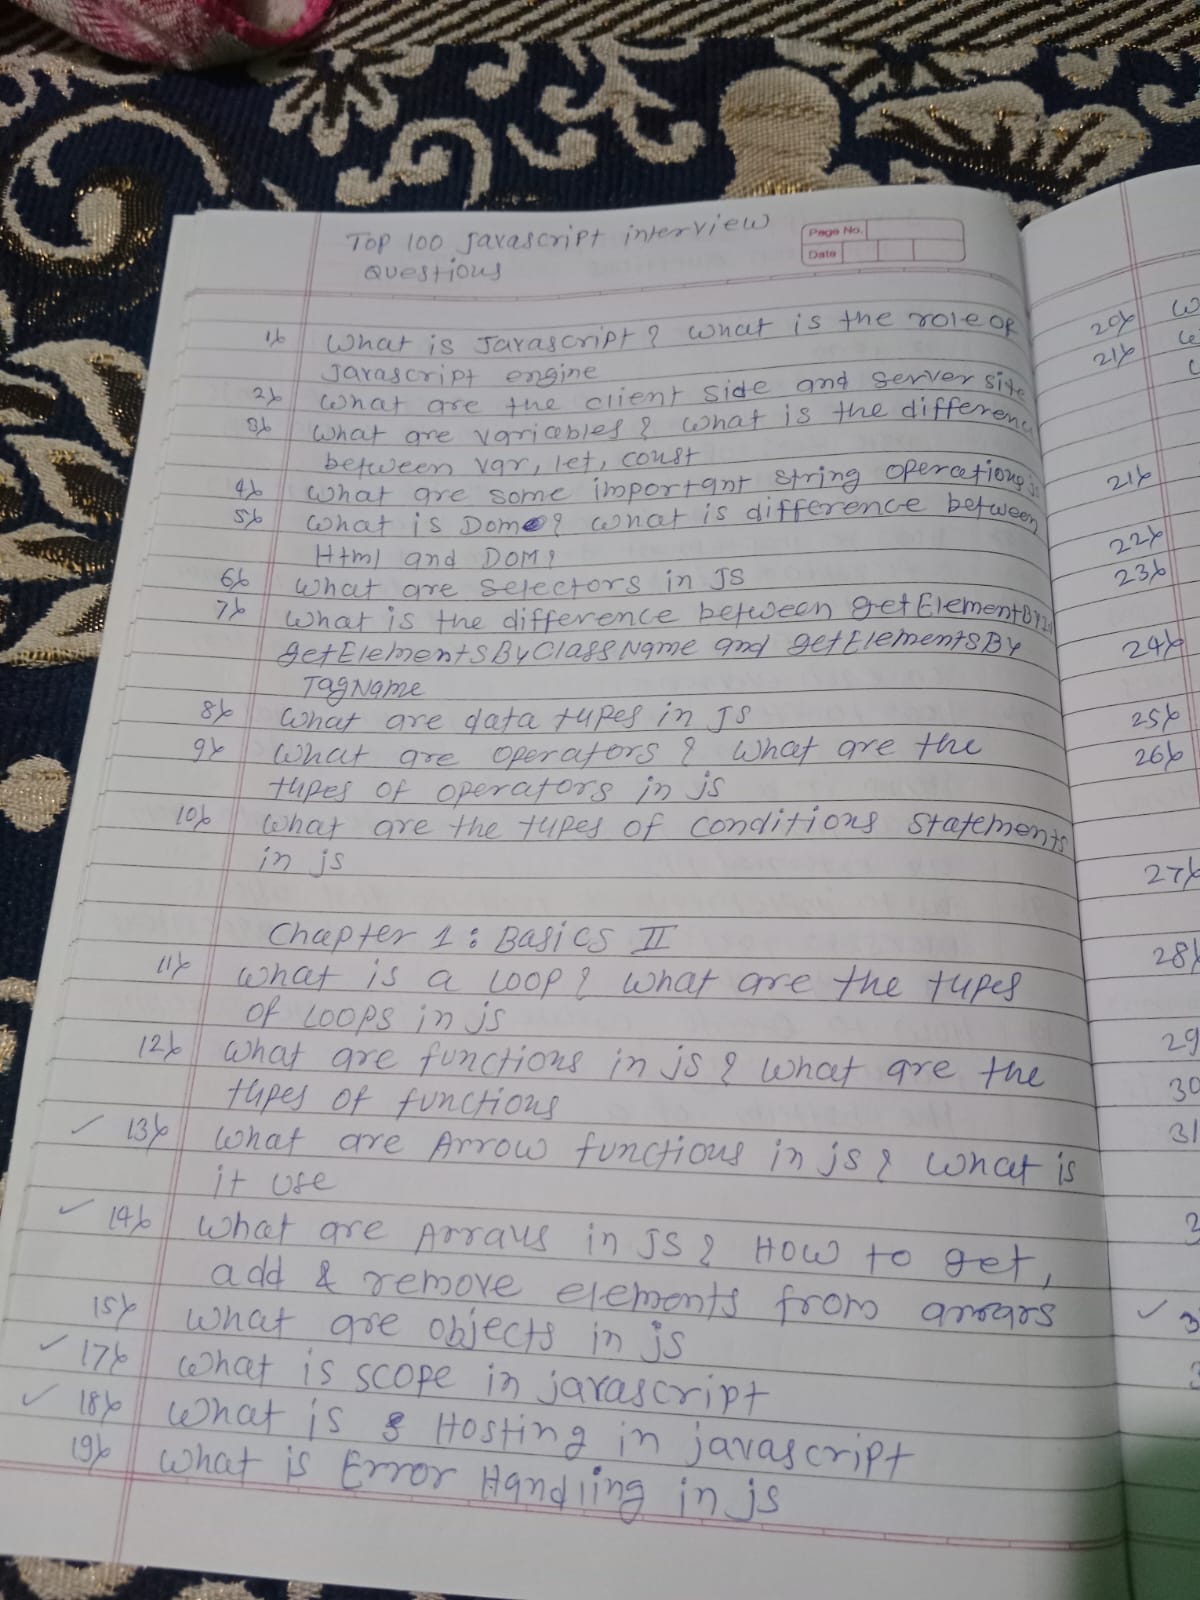 Top 100 Javascript interview
Questions
Page No.
Date
1. What is Javascript? What is the role of
Javascript engine
2. What are the client side and server site
3. What are variables? What is the difference
between var, let, const
4. What are some important string operations
5. What is Dom? What is difference between
Html and DOM?
6. What are selectors in JS
7. What is the difference between getElementById
getElementsByClassName and getElementsBy
TagName
8. What are data types in JS
9. What are operators? What are the
types of operators in js
10. What are the types of conditions statements
in js
Chapter 1: Basics II
11. What is a loop? What are the types
of loops in js
12. What are functions in js? What are the
types of functions
13. What are Arrow functions in js? What is
it use
14. What are Arrays in JS? How to get,
add & remove elements from arrars
15. What are objects in js
17. What is scope in javascript
18. What is Hosting in javascript
19. What is Error Handling in js
20.
21.
21.
22.
23.
24.
25.
26.
27.
28.
29
30
31